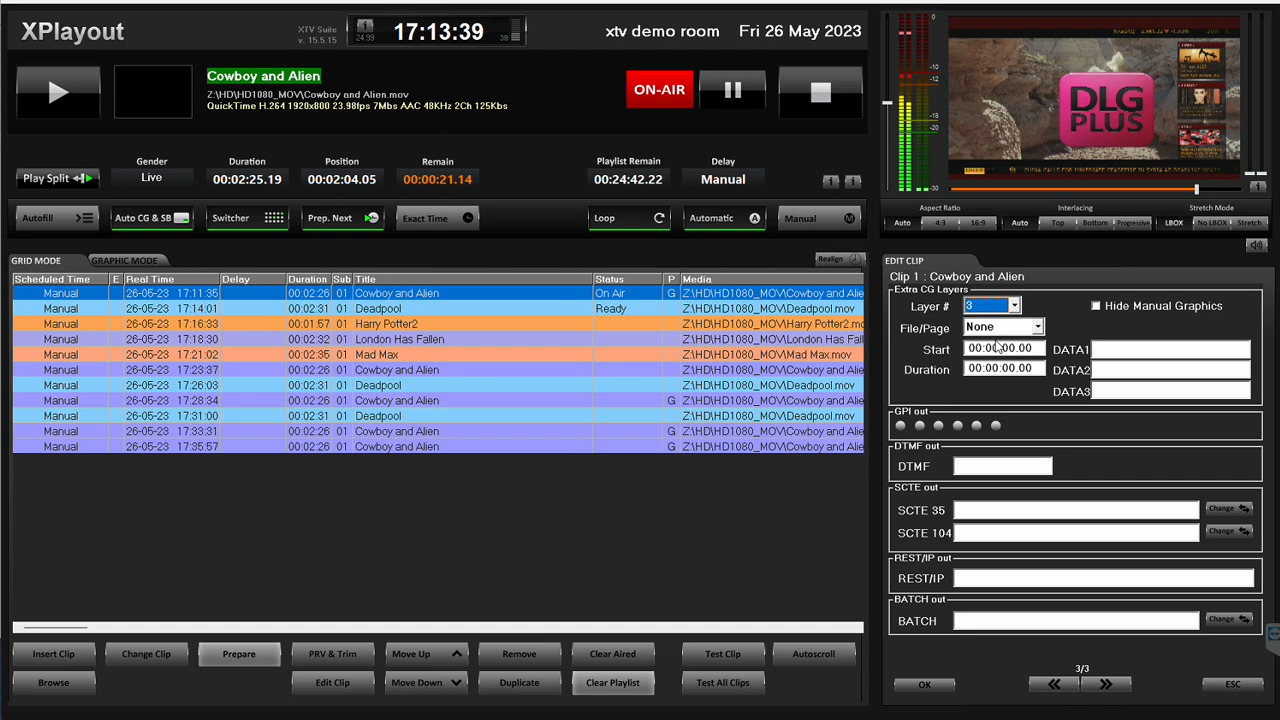 XPlayout
XTV Suite
v. 15.5.15
1
24.99
17:13:39
39
xtv demo room
Fri 26 May 2023
Cowboy and Alien
Z:\HD\HD1080_MOV\Cowboy and Alien.mov
QuickTime H.264 1920x800 23.98fps 7Mbs AAC 48KHz 2Ch 125Kbs
ON-AIR
Play Split
Gender
Live
Duration
00:02:25.19
Position
00:02:04.05
Remain
00:00:21.14
Playlist Remain
00:24:42.22
Delay
Manual
1 1
Autofill
Auto CG & SB
Switcher
Prep. Next
Exact Time
Loop
Automatic A
Manual M
0
-10
-12
-18
-20
-30
DLG
PLUS
1
Aspect Ratio Interlacing Stretch Mode
Auto 4:3 16:9 Auto Top Bottom Progressive LBOX No LBOX Stretch
GRID MODE GRAPHIC MODE Realign
Scheduled Time E Real Time Delay Duration Sub Title Status P Media
Manual 26-05-23 17:11:35 00:02:26 01 Cowboy and Alien On Air G Z:\HD\HD1080_MOV\Cowboy and Alie
Manual 26-05-23 17:14:01 00:02:31 01 Deadpool Ready Z:\HD\HD1080_MOV\Deadpool.mov
Manual 26-05-23 17:16:33 00:01:57 01 Harry Potter2 Z:\HD\HD1080_MOV\Harry Potter2.mo
Manual 26-05-23 17:18:30 00:02:32 01 London Has Fallen Z:\HD\HD1080_MOV\London Has Fall
Manual 26-05-23 17:21:02 00:02:35 01 Mad Max Z:\HD\HD1080_MOV\Mad Max.mov
Manual 26-05-23 17:23:37 00:02:26 01 Cowboy and Alien Z:\HD\HD1080_MOV\Cowboy and Alie
Manual 26-05-23 17:26:03 00:02:31 01 Deadpool Z:\HD\HD1080_MOV\Deadpool.mov
Manual 26-05-23 17:28:34 00:02:26 01 Cowboy and Alien G Z:\HD\HD1080_MOV\Cowboy and Alie
Manual 26-05-23 17:31:00 00:02:31 01 Deadpool Z:\HD\HD1080_MOV\Deadpool.mov
Manual 26-05-23 17:33:31 00:02:26 01 Cowboy and Alien G Z:\HD\HD1080_MOV\Cowboy and Alie
Manual 26-05-23 17:35:57 00:02:26 01 Cowboy and Alien G Z:\HD\HD1080_MOV\Cowboy and Alie
Insert Clip Change Clip Prepare PRV & Trim Move Up Remove Clear Aired Test Clip Autoscroll
Browse Edit Clip Move Down Duplicate Clear Playlist Test All Clips
EDIT CLIP
Clip 1 : Cowboy and Alien
Extra CG Layers
Layer # 3 Hide Manual Graphics
File/Page None
Start 00:00:00.00 DATA1
Duration 00:00:00.00 DATA2
DATA3
GPI out
DTMF out
DTMF
SCTE out
SCTE 35 Change
SCTE 104 Change
REST/IP out
REST/IP
BATCH out
BATCH Change
3/3
OK ESC